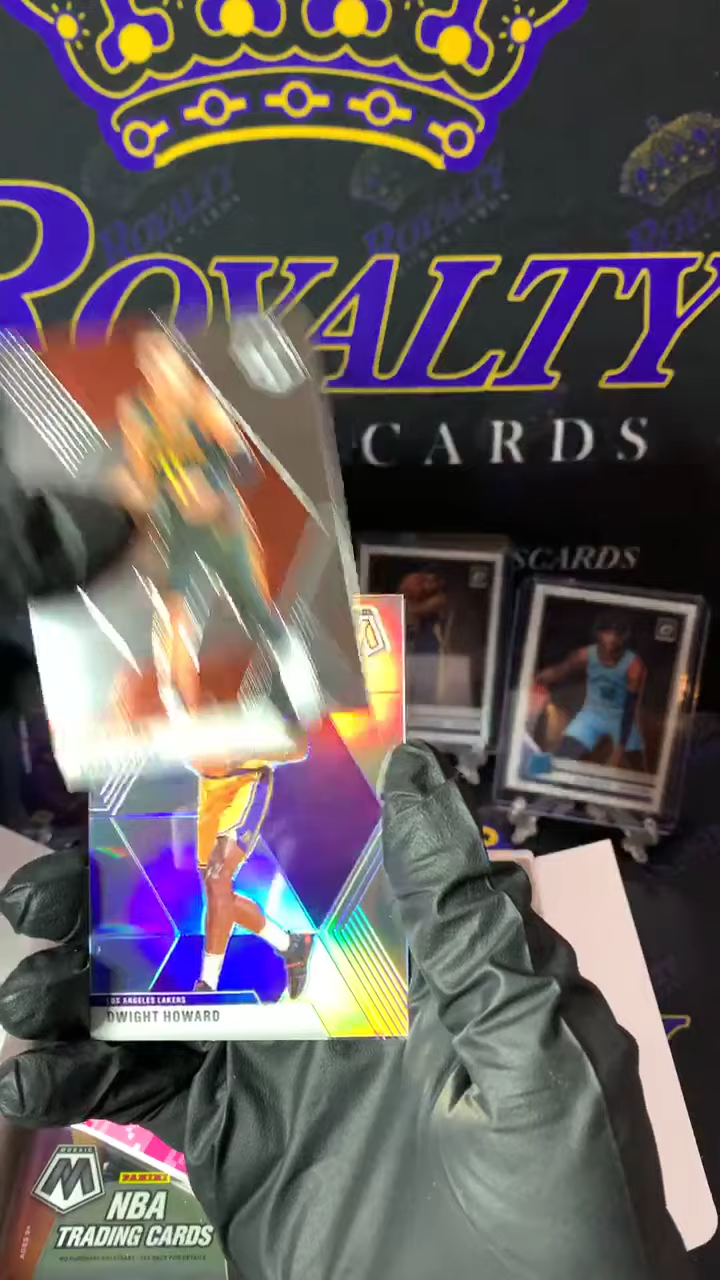 ROYALTY
CARDS
SCARDS
LOS ANGELES LAKERS
DWIGHT HOWARD
MOSAIC
PANINI
NBA
TRADING CARDS